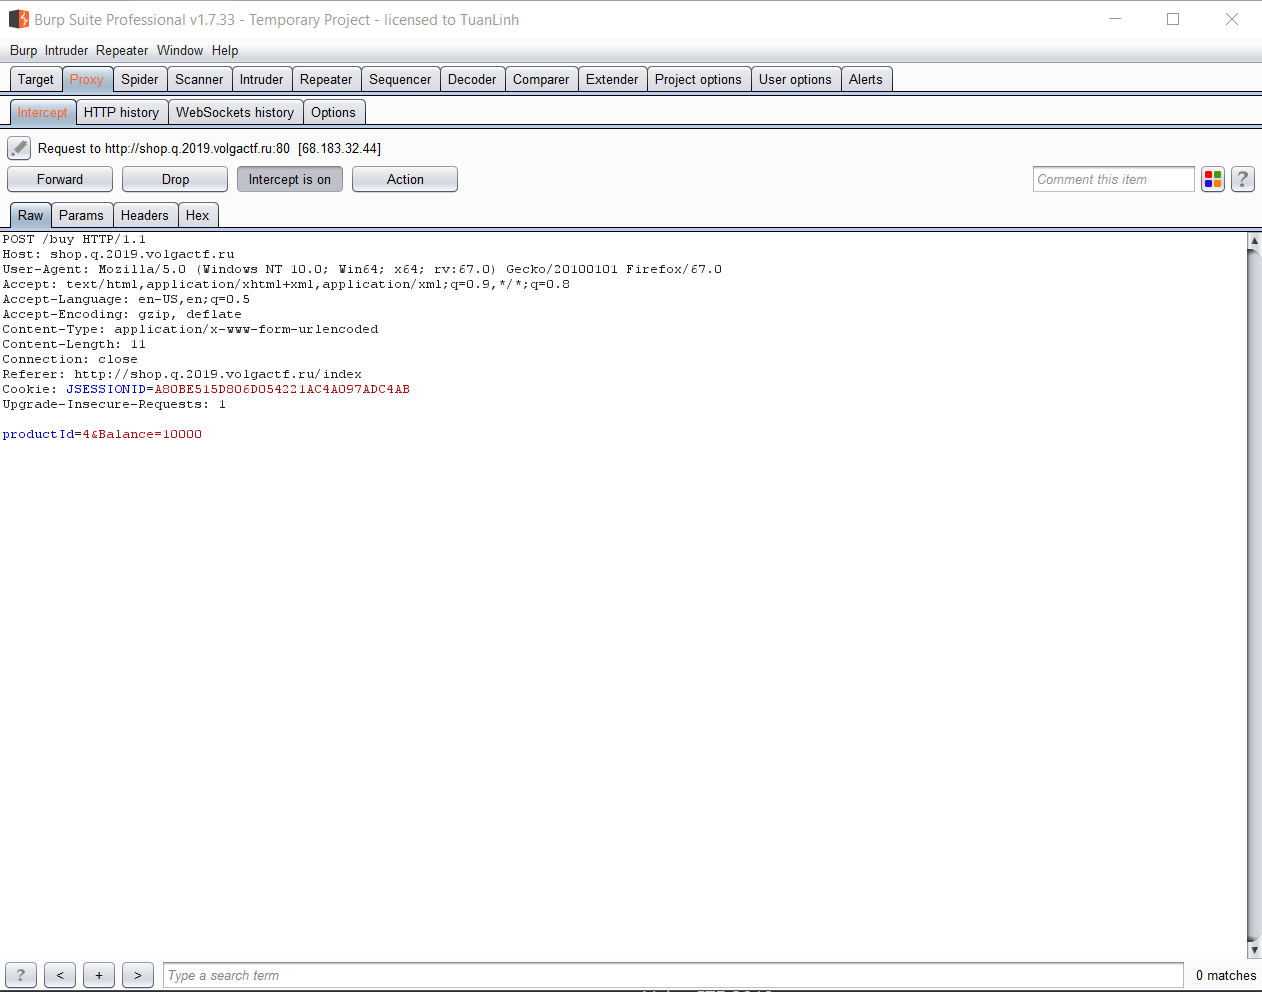 Burp Suite Professional v1.7.33 - Temporary Project - licensed to TuanLinh
Burp Intruder Repeater Window Help
Target Proxy Spider Scanner Intruder Repeater Sequencer Decoder Comparer Extender Project options User options Alerts
Intercept HTTP history WebSockets history Options
Request to http://shop.q.2019.volgactf.ru:80 [68.183.32.44]
Forward Drop Intercept is on Action Comment this item ?
Raw Params Headers Hex
POST /buy HTTP/1.1
Host: shop.q.2019.volgactf.ru
User-Agent: Mozilla/5.0 (Windows NT 10.0; Win64; x64; rv:67.0) Gecko/20100101 Firefox/67.0
Accept: text/html,application/xhtml+xml,application/xml;q=0.9,*/*;q=0.8
Accept-Language: en-US,en;q=0.5
Accept-Encoding: gzip, deflate
Content-Type: application/x-www-form-urlencoded
Content-Length: 11
Connection: close
Referer: http://shop.q.2019.volgactf.ru/index
Cookie: JSESSIONID=A80BE515D806D054221AC4A097ADC4AB
Upgrade-Insecure-Requests: 1
productId=4&Balance=10000
? < + > Type a search term 0 matches